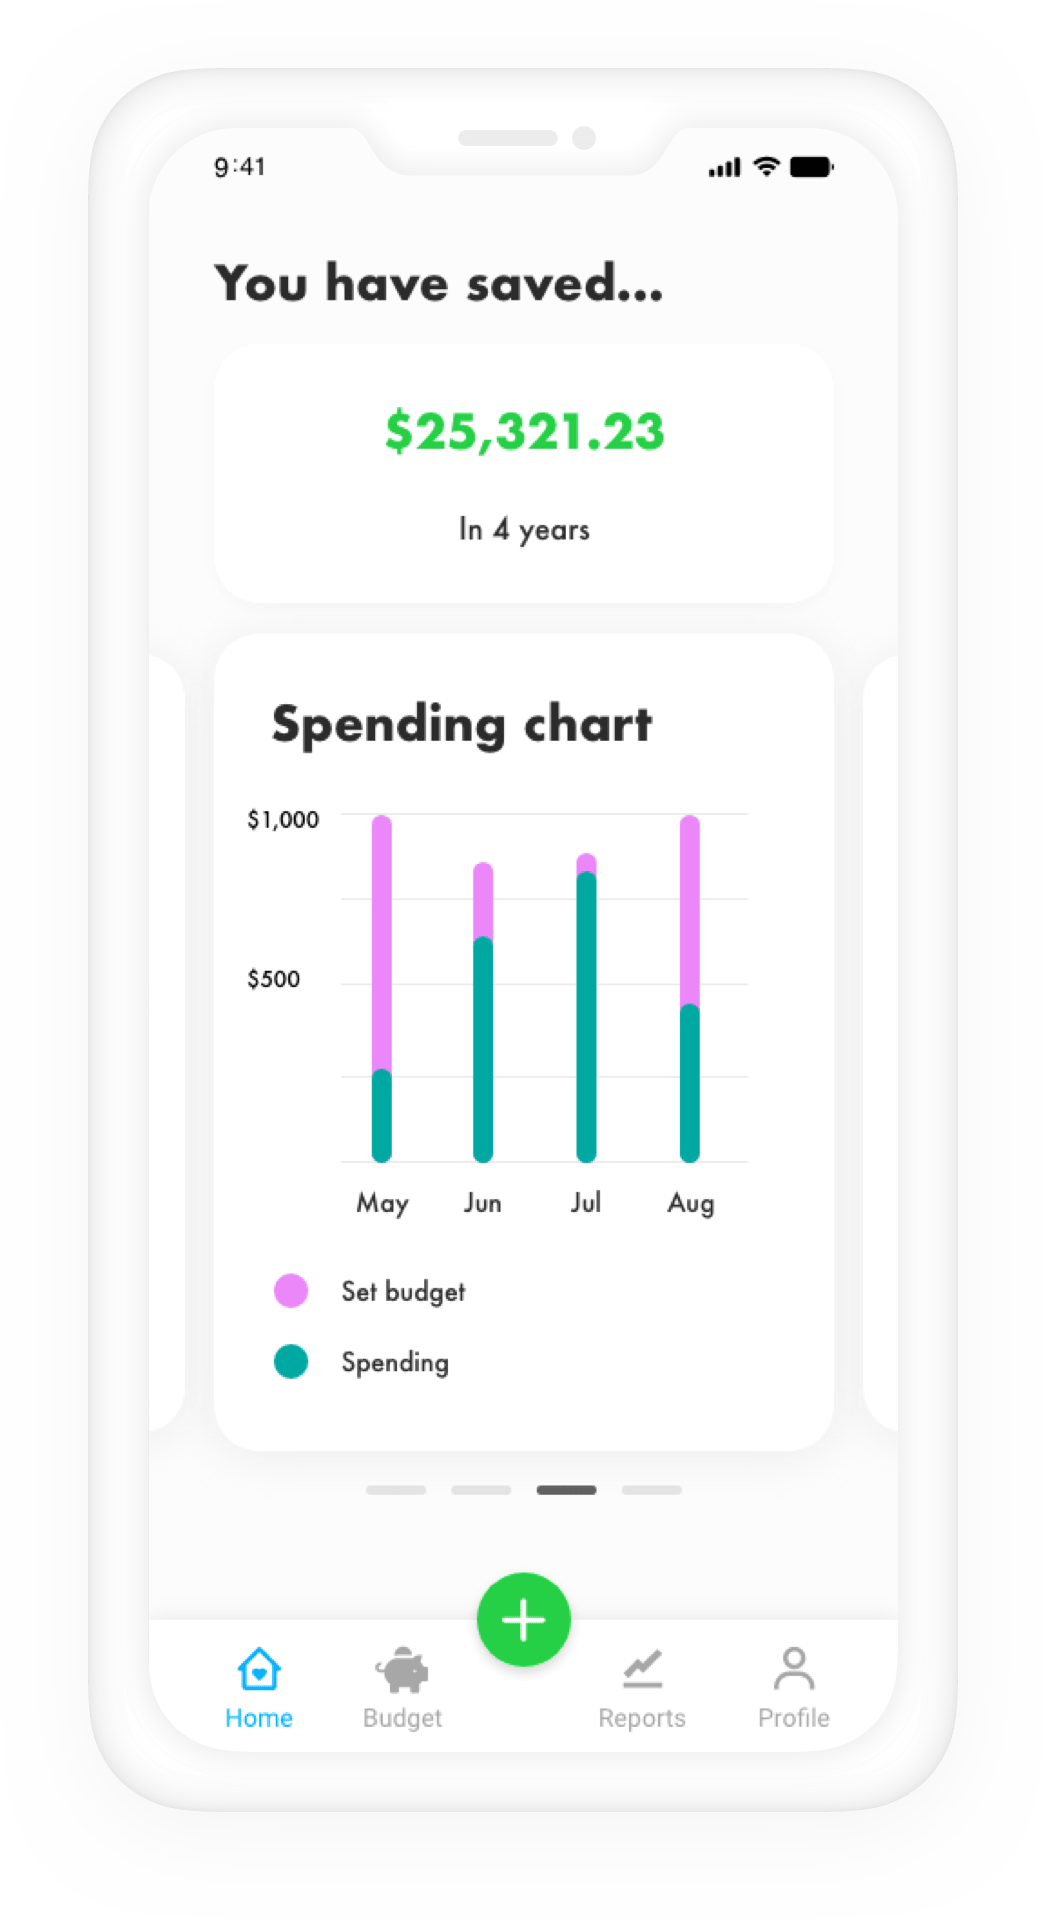 9:41
You have saved...
$25,321.23
In 4 years
Spending chart
$1,000
$500
May Jun Jul Aug
Set budget
Spending
Home Budget Reports Profile